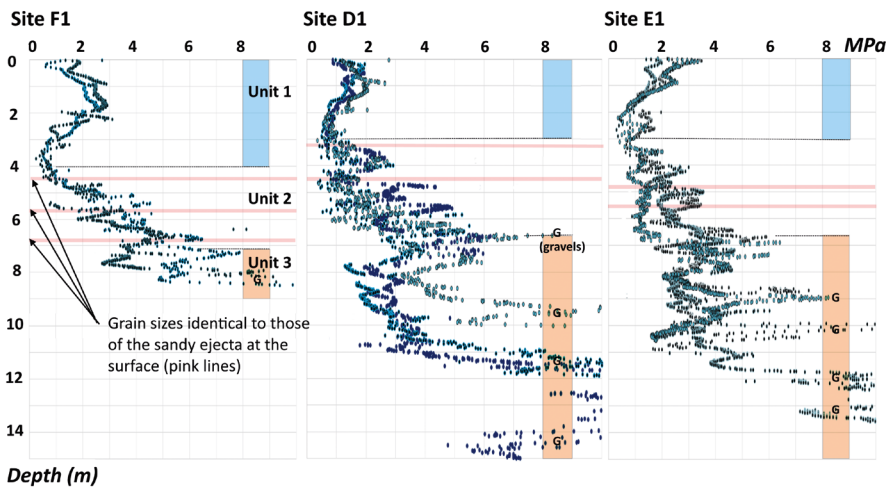 Site F1 Site D1 Site E1
0 2 4 6 8 0 2 4 6 8 0 2 4 6 8 MPa
0
Unit 1
2
4
Unit 2
6
G
(gravels)
Unit 3
8
G
G
G
10
G
Grain sizes identical to those
of the sandy ejecta at the
surface (pink lines)
G
12
G
G
14
G
Depth (m)